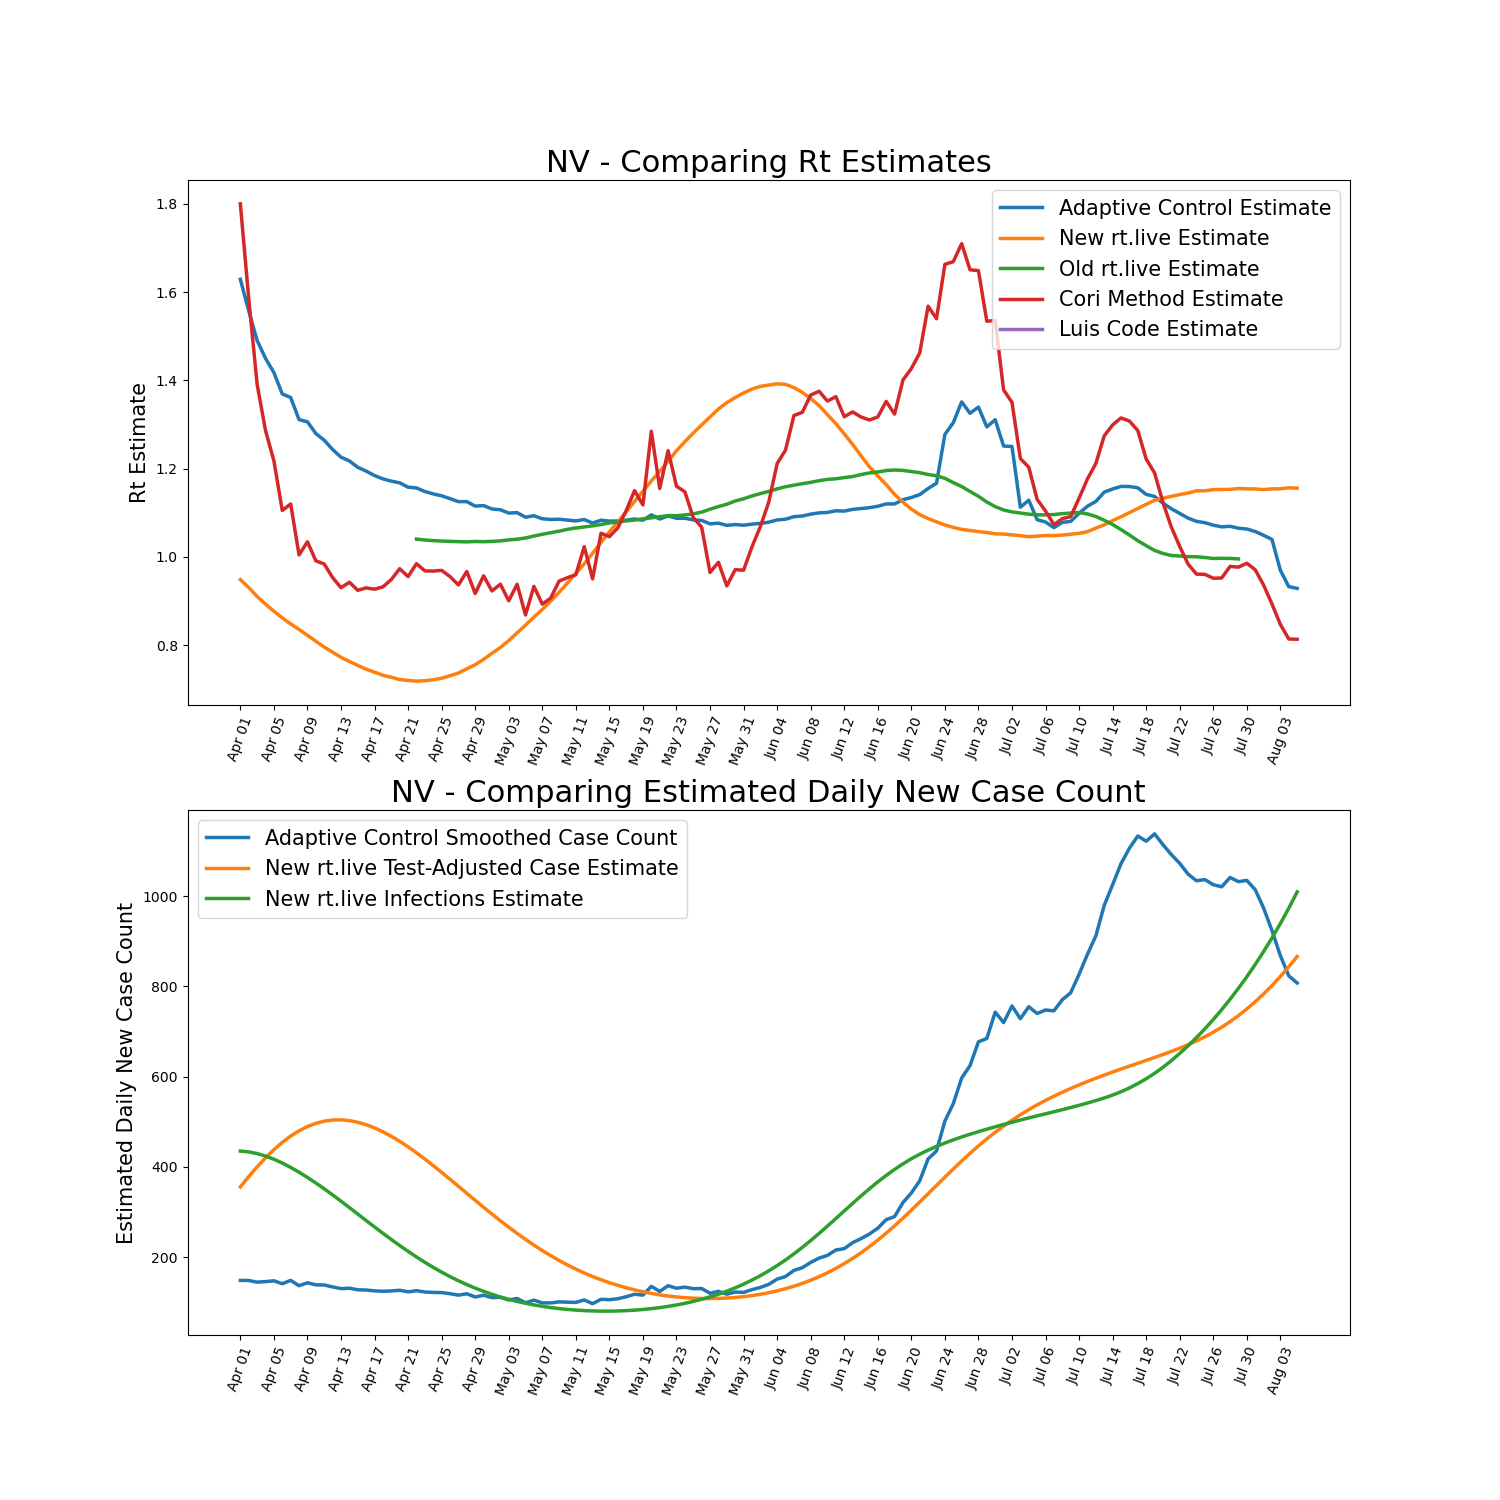 NV - Comparing Rt Estimates
Rt Estimate
1.8
1.6
1.4
1.2
1.0
0.8
Adaptive Control Estimate
New rt.live Estimate
Old rt.live Estimate
Cori Method Estimate
Luis Code Estimate
Apr 01 Apr 05 Apr 09 Apr 13 Apr 17 Apr 21 Apr 25 Apr 29 May 03 May 07 May 11 May 15 May 19 May 23 May 27 May 31 Jun 04 Jun 08 Jun 12 Jun 16 Jun 20 Jun 24 Jun 28 Jul 02 Jul 06 Jul 10 Jul 14 Jul 18 Jul 22 Jul 26 Jul 30 Aug 03
NV - Comparing Estimated Daily New Case Count
Estimated Daily New Case Count
Adaptive Control Smoothed Case Count
New rt.live Test-Adjusted Case Estimate
New rt.live Infections Estimate
1000
800
600
400
200
Apr 01 Apr 05 Apr 09 Apr 13 Apr 17 Apr 21 Apr 25 Apr 29 May 03 May 07 May 11 May 15 May 19 May 23 May 27 May 31 Jun 04 Jun 08 Jun 12 Jun 16 Jun 20 Jun 24 Jun 28 Jul 02 Jul 06 Jul 10 Jul 14 Jul 18 Jul 22 Jul 26 Jul 30 Aug 03